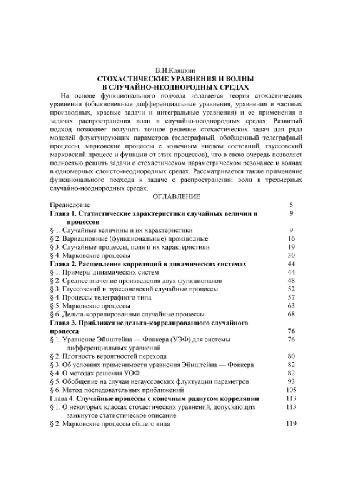 В.И.Кляцкин
СТОХАСТИЧЕСКИЕ УРАВНЕНИЯ И ВОЛНЫ
В СЛУЧАЙНО-НЕОДНОРОДНЫХ СРЕДАХ
На основе функционального подхода излагается теория стохастических
уравнений (обыкновенные дифференциальные уравнения, уравнения в частных
производных, краевые задачи и интегральные уравнения) и ее применения в
задачах распространения волн в случайно-неоднородных средах. Развитый
подход позволяет получить точное решение стохастических задач для ряда
моделей флуктуирующих параметров (телеграфный, обобщенный телеграфный
процессы, марковские процессы с конечным числом состояний, гауссовский
марковский процесс и функции от этих процессов), что в свою очередь позволяет
полностью решить задачи о стохастическом параметрическом резонансе и волнах
в одномерных слоисто-неоднородных средах. Рассматривается также применение
функционального подхода к задаче о распространении волн в трехмерных
случайно-неоднородных средах.
ОГЛАВЛЕНИЕ
Предисловие 5
Глава 1. Статистические характеристики случайных величин и 9
процессов
§ 1. Случайные величины и их характеристики 9
§ 2. Вариационные (функциональные) производные 16
§ 3. Случайные процессы, поля и их характеристики 19
§ 4. Марковские процессы 30
Глава 2. Расщепление корреляций в динамических системах 44
§ 1. Примеры динамических систем 44
§ 2. Среднее значение произведения двух функционалов 48
§ 3. Гауссовский и пуассоновский случайные процессы 52
§ 4. Процессы телеграфного типа 57
§ 5. Марковские процессы 63
§ 6. Дельта-коррелированные случайные процессы 68
Глава 3. Приближение дельта-коррелированного случайного
процесса 76
§ 1. Уравнение Эйнштейна — Фоккера (УЭФ) для системы 76
дифференциальных уравнений
§ 2. Плотность вероятностей перехода 80
§ 3. Об условиях применимости уравнения Эйнштейна — Фоккера 82
§ 4. О методах решения УЭФ 82
§ 5. Обобщение на случай негауссовских флуктуаций параметров 93
§ 6. Метод последовательных приближений 105
Глава 4. Случайные процессы с конечным радиусом корреляции 113
§ 1. О некоторых классах стохастических уравнений, допускающих 113
замкнутое статистическое описание
§ 2. Марковские процессы общего вида 119